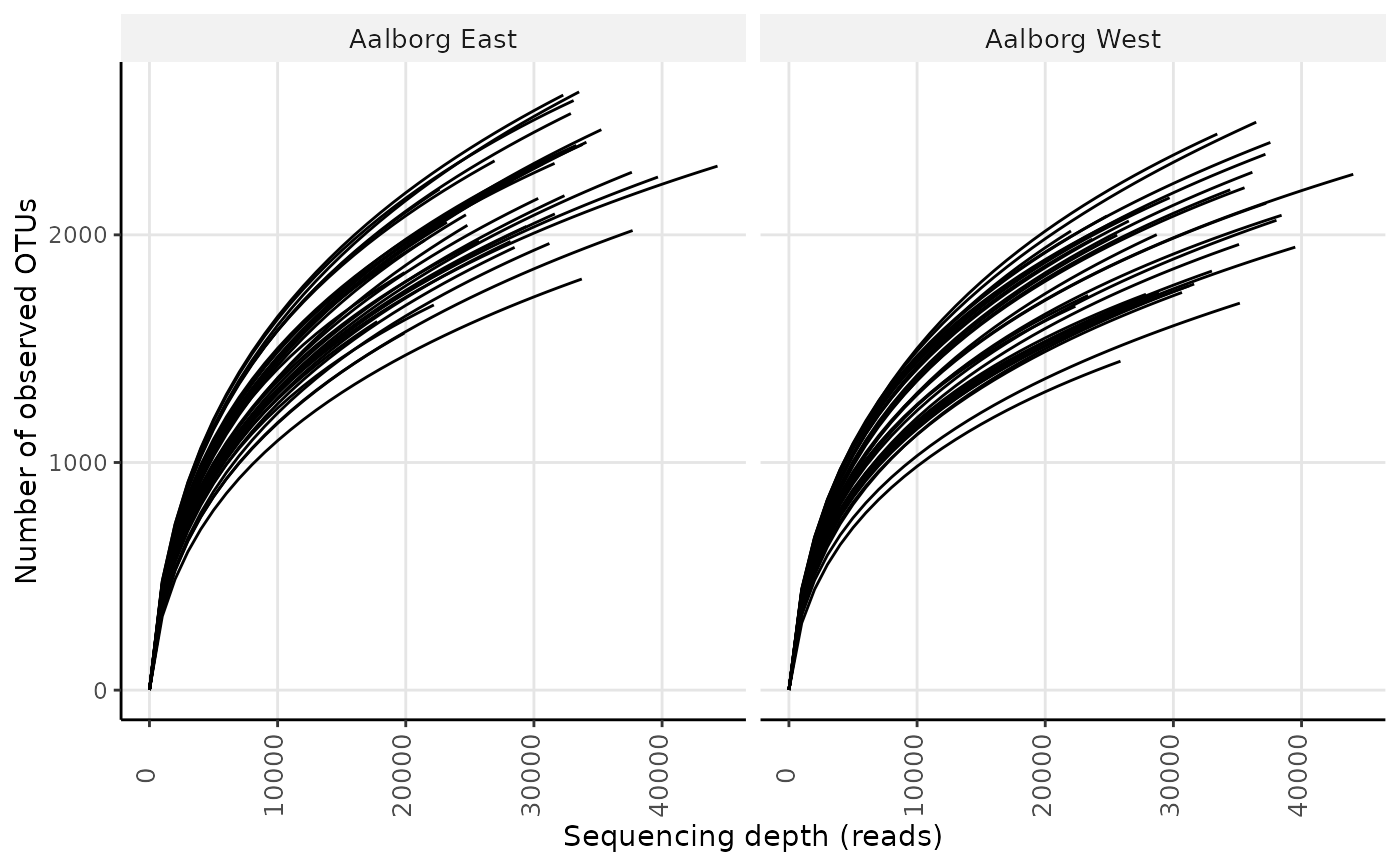 Aalborg East
Aalborg West
Number of observed OTUs
2000
1000
0
0 10000 20000 30000 40000
0 10000 20000 30000 40000
Sequencing depth (reads)